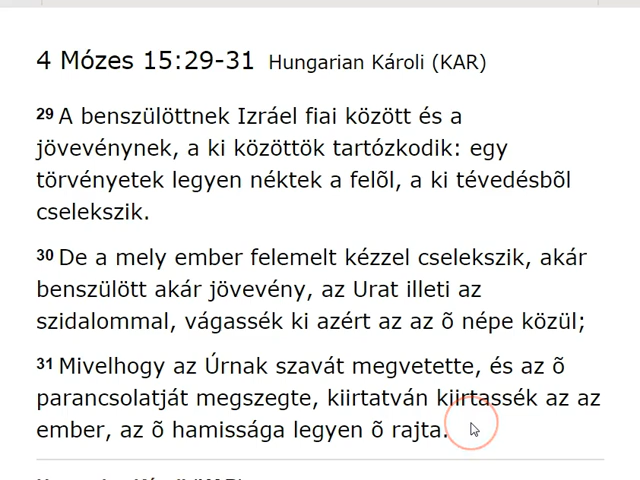 4 Mózes 15:29-31 Hungarian Károli (KAR)
29 A benszülöttnek Izráel fiai között és a
jövevénynek, a ki közöttök tartózkodik: egy
törvényetek legyen néktek a felõl, a ki tévedésbõl
cselekszik.
30 De a mely ember felemelt kézzel cselekszik, akár
benszülött akár jövevény, az Urat illeti az
szidalommal, vágassék ki azért az az õ népe közül;
31 Mivelhogy az Úrnak szavát megvetette, és az õ
parancsolatját megszegte, kiirtatván kiirtassék az az
ember, az õ hamissága legyen õ rajta.